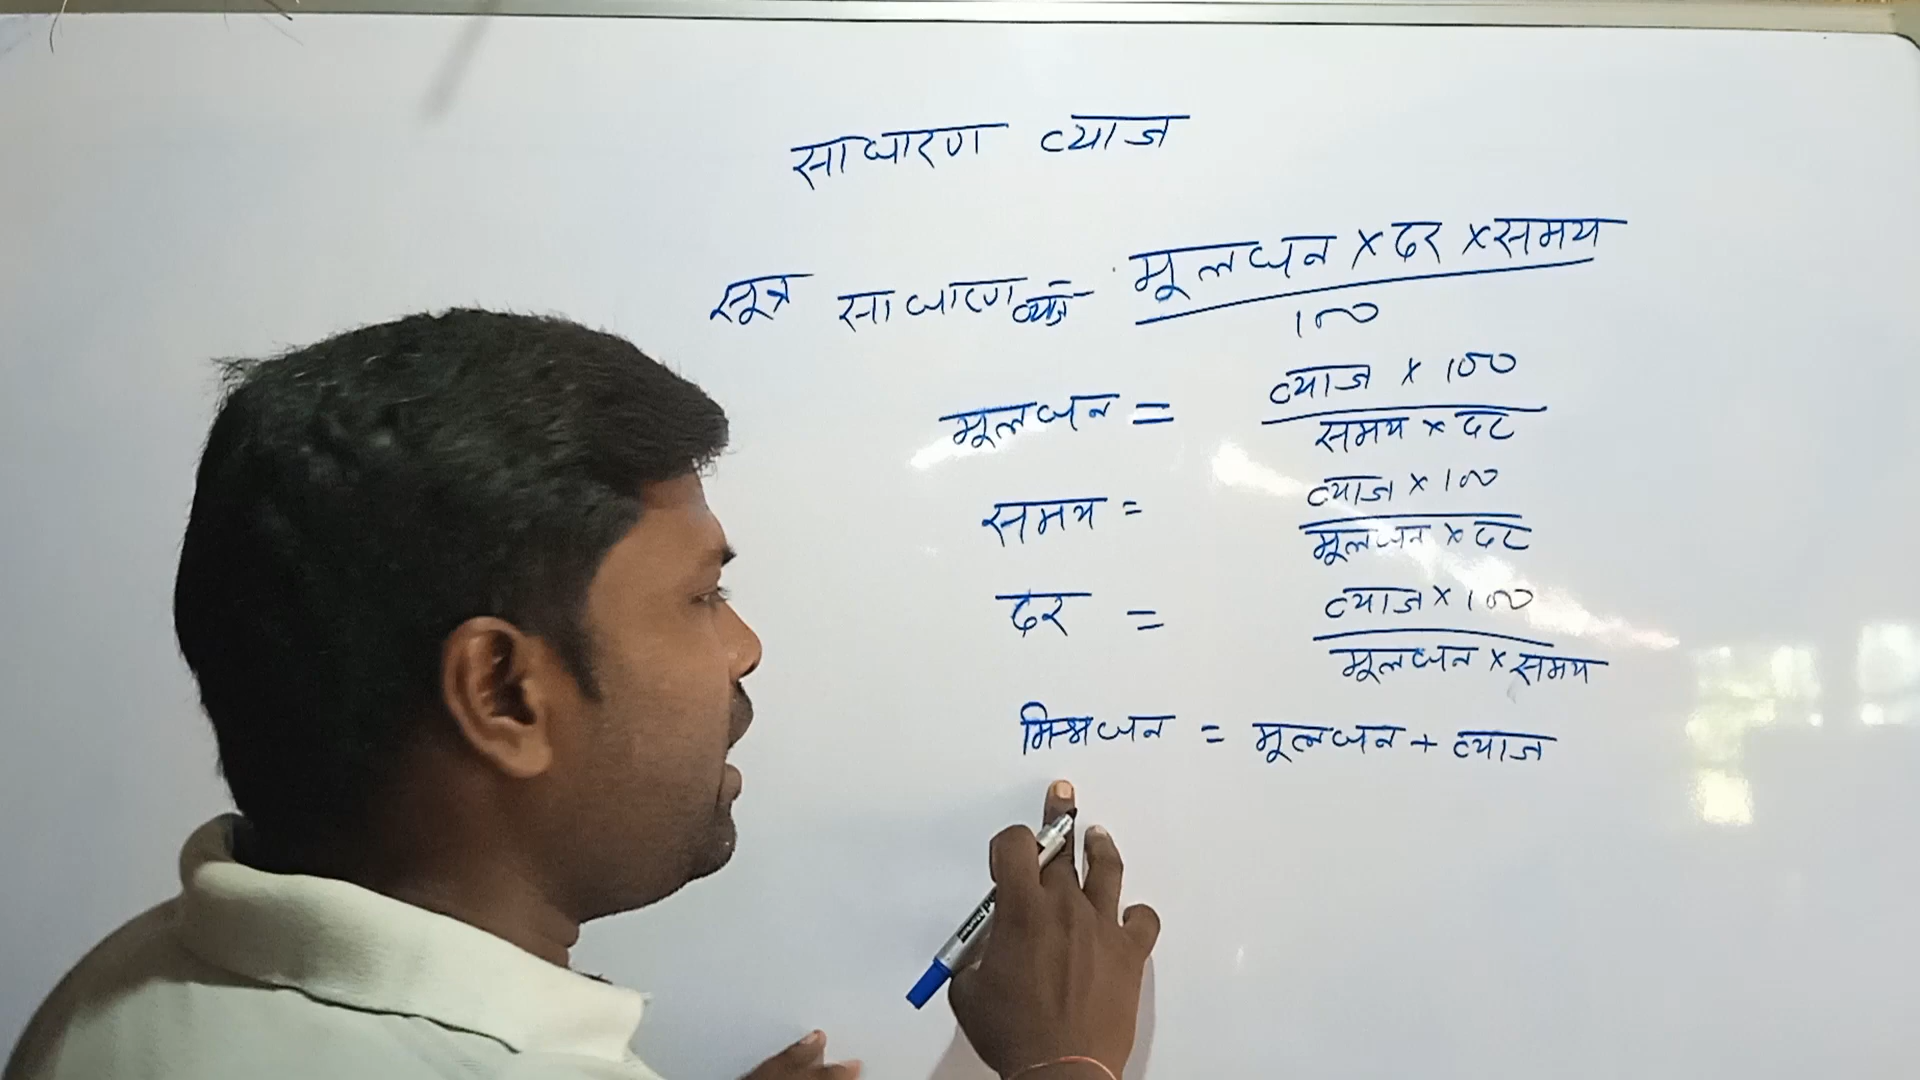 साधारण ब्याज
सूत्र साधारण ब्याज = मूलधन × दर × समय / 100
मूलधन = ब्याज × 100 / समय × दर
समय = ब्याज × 100 / मूलधन × दर
दर = ब्याज × 100 / मूलधन × समय
मिश्रधन = मूलधन + ब्याज